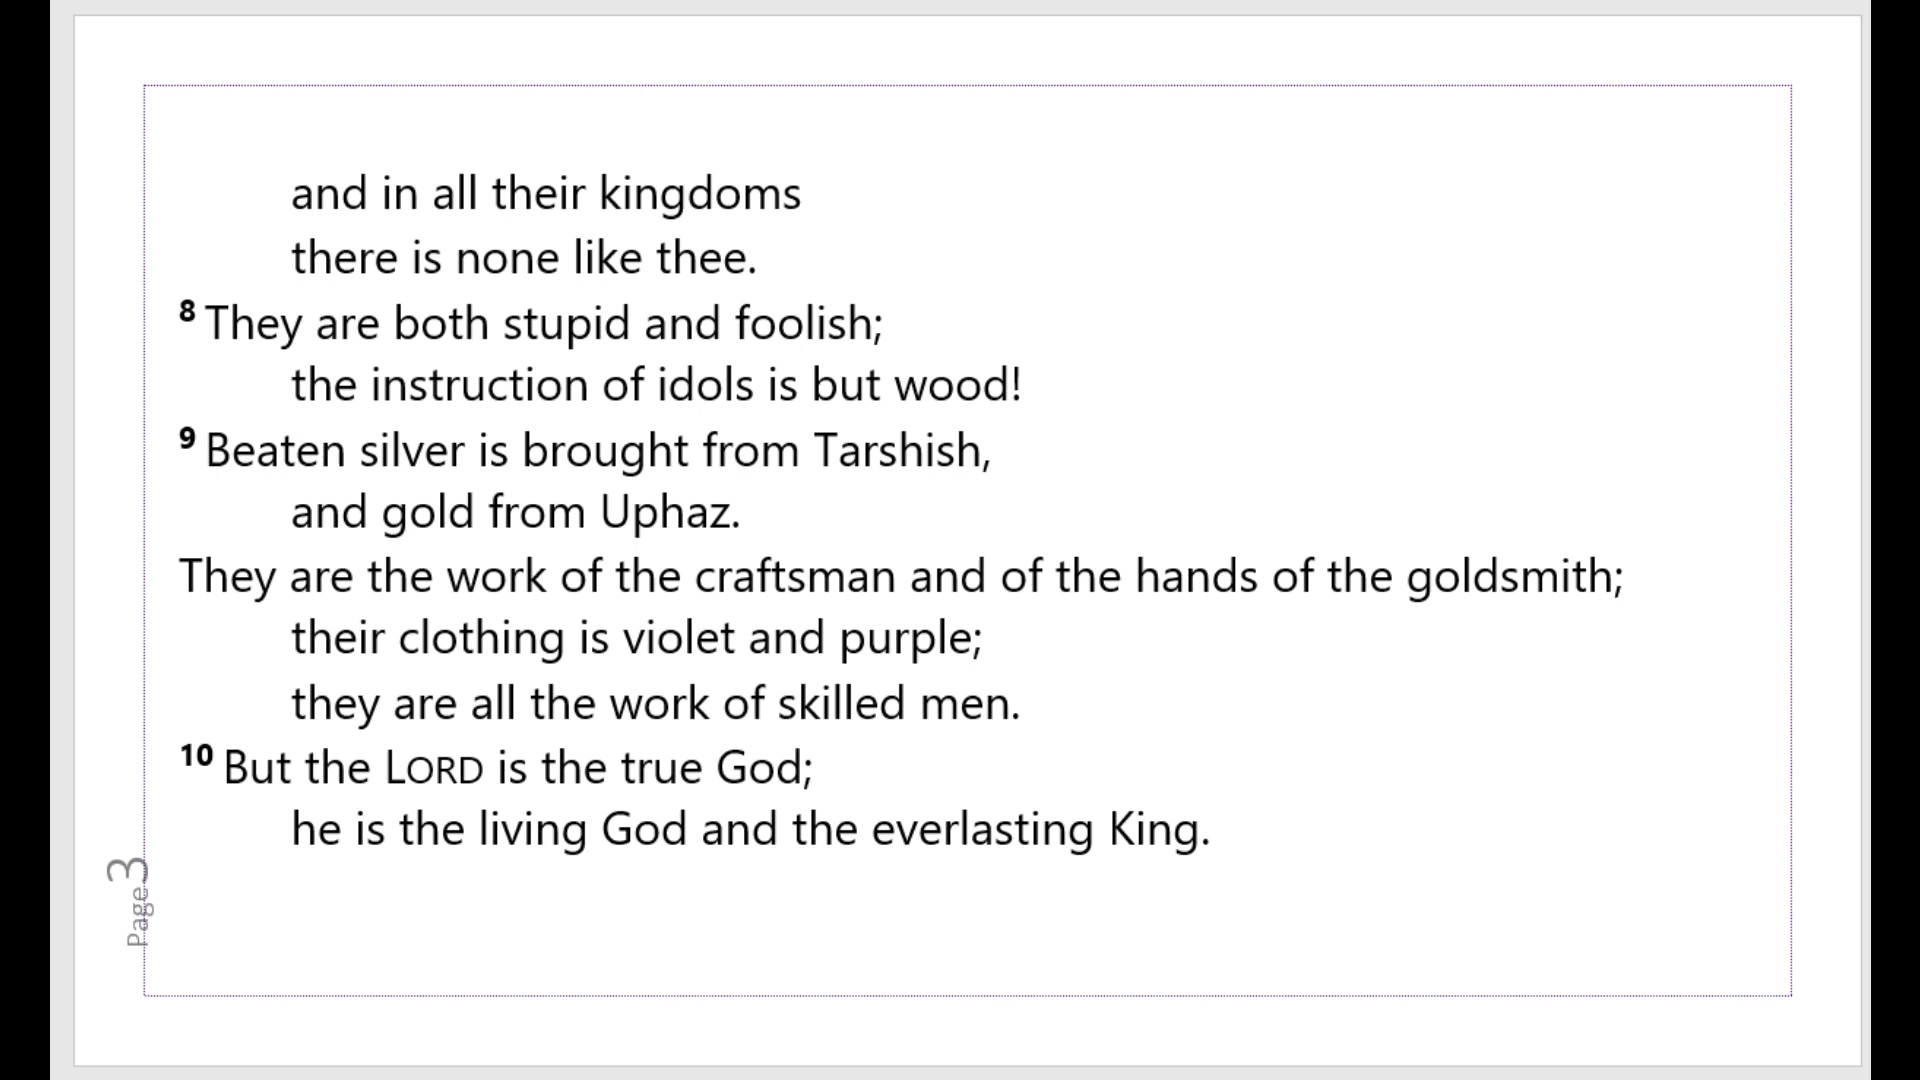 and in all their kingdoms
there is none like thee.
8 They are both stupid and foolish;
the instruction of idols is but wood!
9 Beaten silver is brought from Tarshish,
and gold from Uphaz.
They are the work of the craftsman and of the hands of the goldsmith;
their clothing is violet and purple;
they are all the work of skilled men.
10 But the LORD is the true God;
he is the living God and the everlasting King.
Page 3